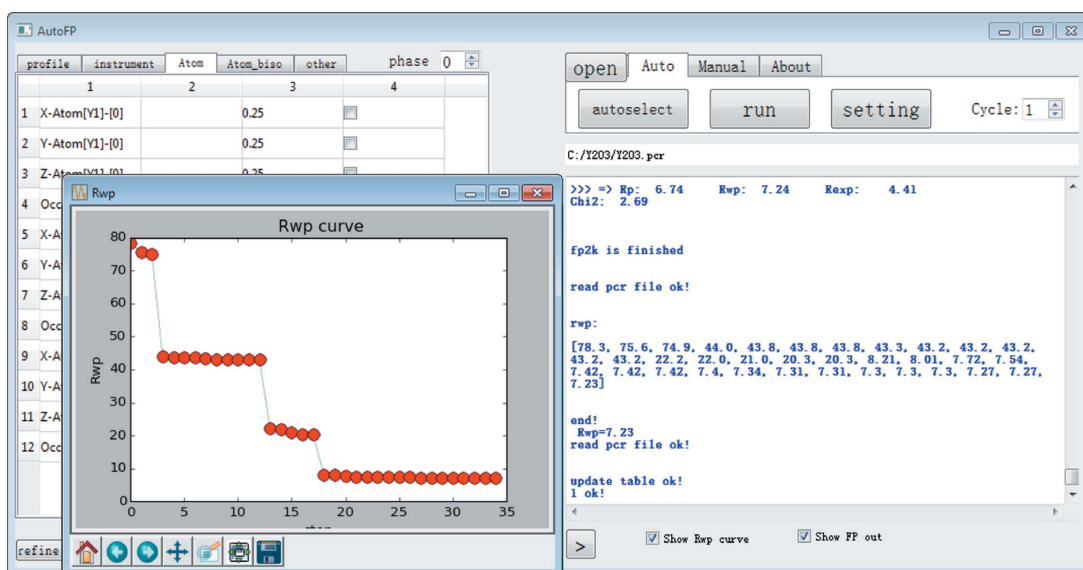 AutoFP
profile instrument Atom Atom_biso other phase 0
1 2 3 4
1 X-Atom[Y1]-[0] 0.25
2 Y-Atom[Y1]-[0] 0.25
3 Z-Atom[Y1]-[0] 0.25
4 Occ
5 X-A
6 Y-A
7 Z-A
8 Occ
9 X-A
10 Y-A
11 Z-A
12 Occ
refine
Rwp
Rwp curve
80
70
60
50
40
30
20
10
0
Rwp
0 5 10 15 20 25 30 35
step
open Auto Manual About
autoselect run setting Cycle: 1
C:/Y203/Y203.pcr
>>> => Rp: 6.74 Rwp: 7.24 Rexp: 4.41
Chi2: 2.69
fp2k is finished
read pcr file ok!
rwp:
[78.3, 75.6, 74.9, 44.0, 43.8, 43.8, 43.8, 43.3, 43.2, 43.2, 43.2,
43.2, 43.2, 22.2, 22.0, 21.0, 20.3, 20.3, 8.21, 8.01, 7.72, 7.54,
7.42, 7.42, 7.42, 7.4, 7.34, 7.31, 7.31, 7.3, 7.3, 7.3, 7.27, 7.27,
7.23]
end!
Rwp=7.23
read pcr file ok!
update table ok!
1 ok!
> Show Rwp curve Show FP out